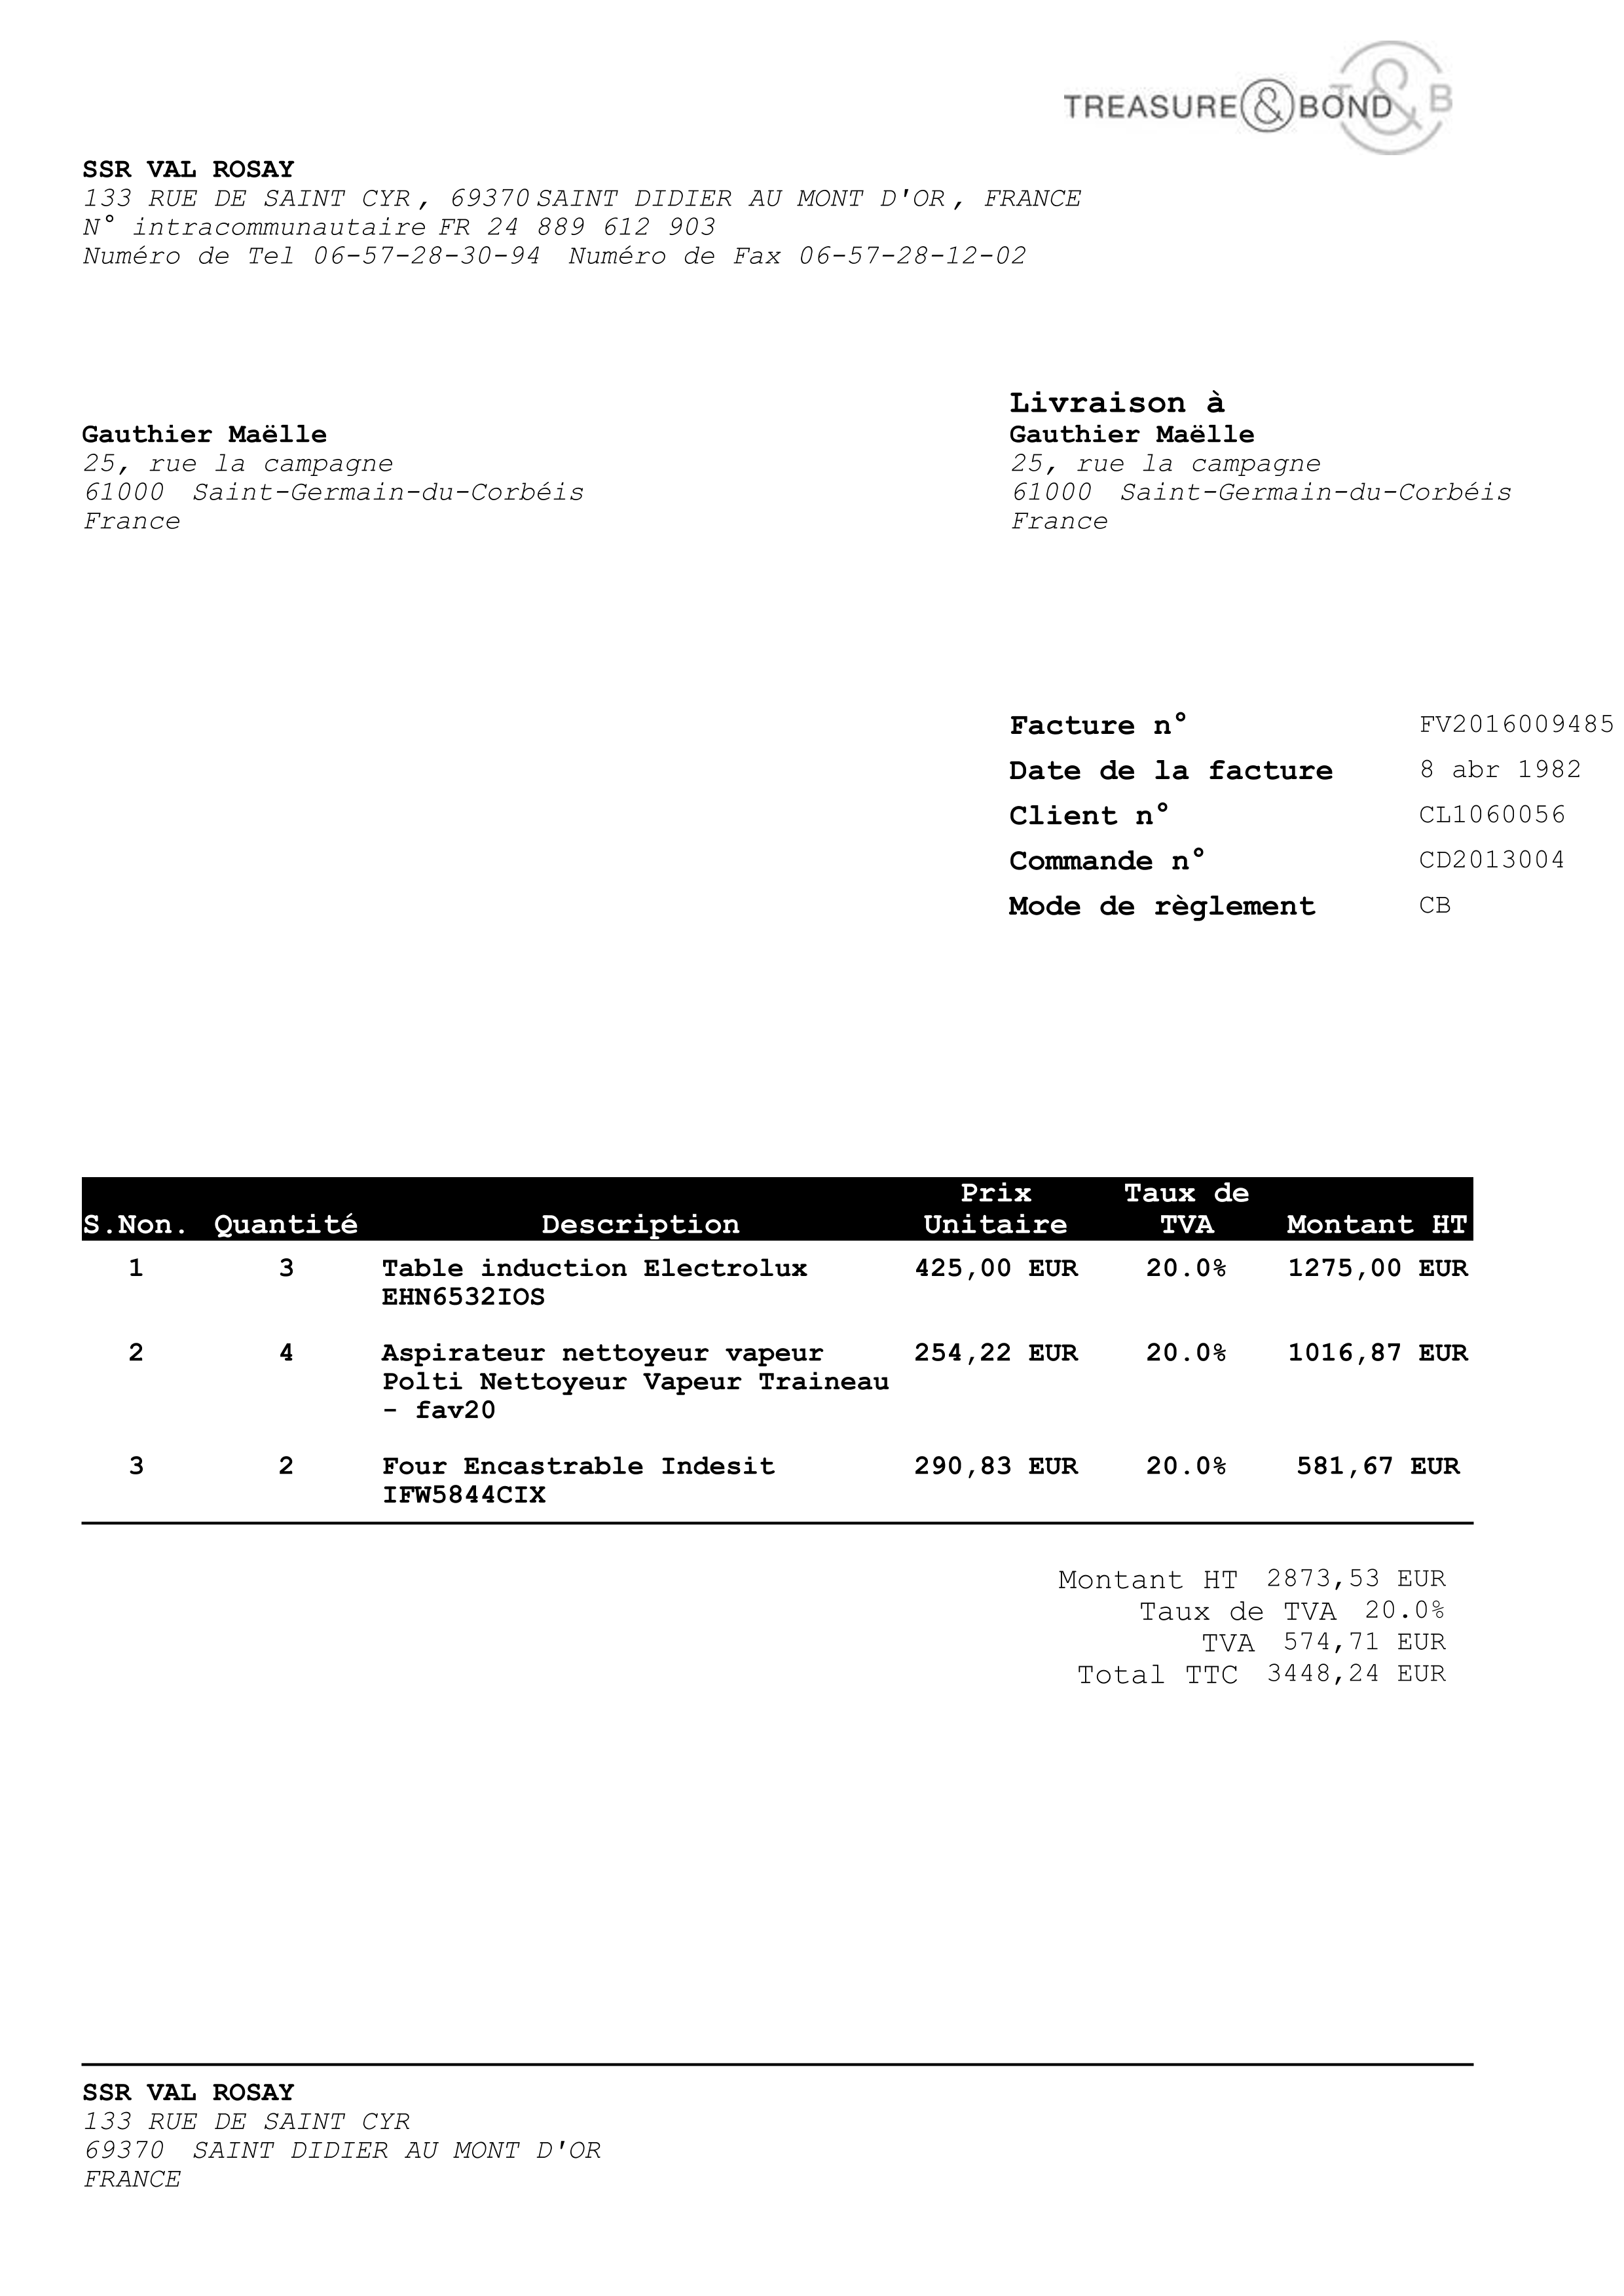 TREASURE & BOND T & B
SSR VAL ROSAY
133 RUE DE SAINT CYR, 69370 SAINT DIDIER AU MONT D'OR, FRANCE
N° intracommunautaire FR 24 889 612 903
Numéro de Tel 06-57-28-30-94 Numéro de Fax 06-57-28-12-02
Gauthier Maëlle
25, rue la campagne
61000 Saint-Germain-du-Corbéis
France
Livraison à
Gauthier Maëlle
25, rue la campagne
61000 Saint-Germain-du-Corbéis
France
Facture n° FV2016009485
Date de la facture 8 abr 1982
Client n° CL1060056
Commande n° CD2013004
Mode de règlement CB
Prix Taux de
S.Non. Quantité Description Unitaire TVA Montant HT
1 3 Table induction Electrolux 425,00 EUR 20.0% 1275,00 EUR
EHN6532IOS
2 4 Aspirateur nettoyeur vapeur 254,22 EUR 20.0% 1016,87 EUR
Polti Nettoyeur Vapeur Traineau
- fav20
3 2 Four Encastrable Indesit 290,83 EUR 20.0% 581,67 EUR
IFW5844CIX
Montant HT 2873,53 EUR
Taux de TVA 20.0%
TVA 574,71 EUR
Total TTC 3448,24 EUR
SSR VAL ROSAY
133 RUE DE SAINT CYR
69370 SAINT DIDIER AU MONT D'OR
FRANCE